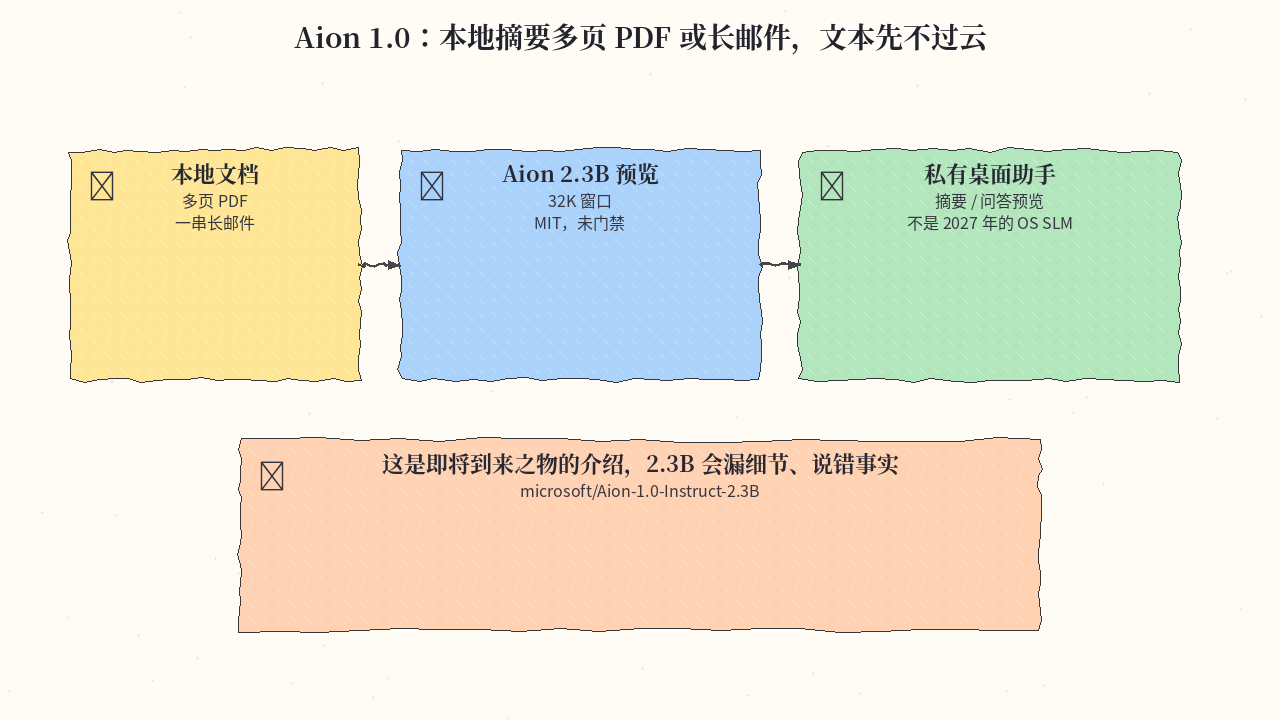 Aion 1.0：本地摘要多页 PDF 或长邮件，文本先不过云
本地文档
多页 PDF
一串长邮件
Aion 2.3B 预览
32K 窗口
MIT，未门禁
私有桌面助手
摘要 / 问答预览
不是 2027 年的 OS SLM
这是即将到来之物的介绍，2.3B 会漏细节、说错事实
microsoft/Aion-1.0-Instruct-2.3B